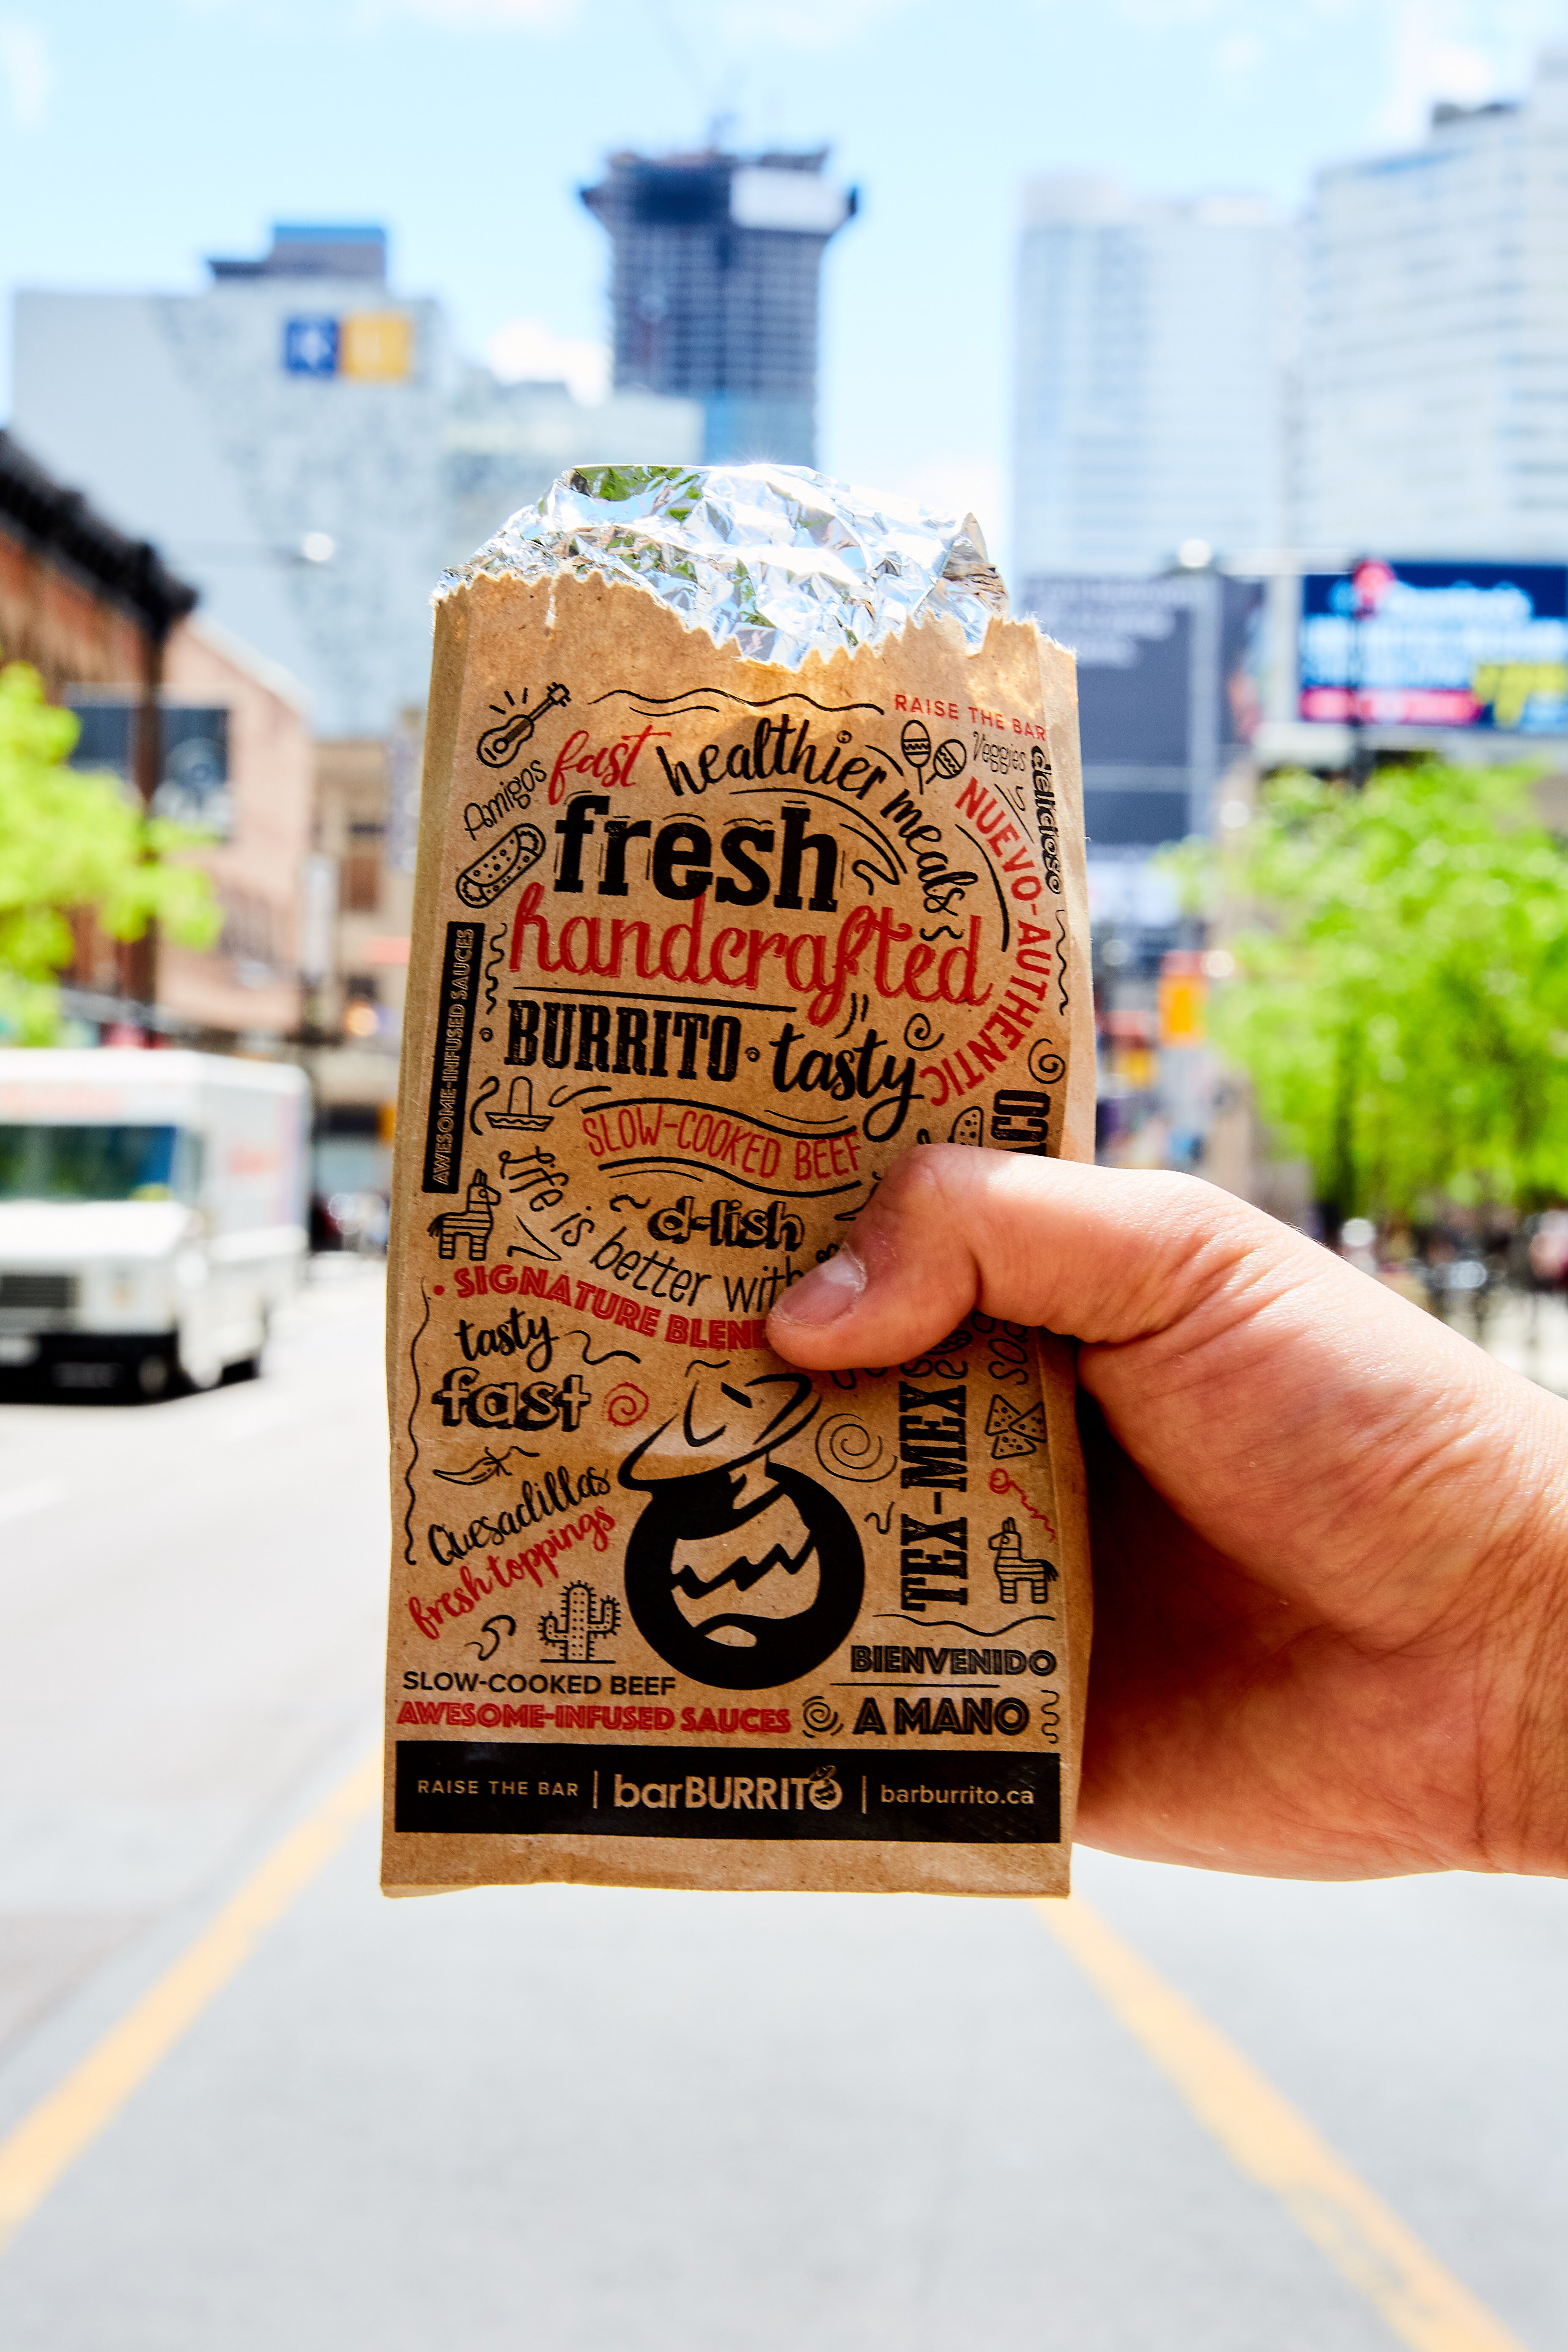 RAISE THE BAR
fast healthier meals
Veggies
delicioso
Amigos
fresh
NUEVO-AUTHENTIC
handcrafted
AWESOME-INFUSED SAUCES
BURRITO tasty
SLOW-COOKED BEEF
life is better with
d-lish
SIGNATURE BLEND
tasty
fast
TEX-MEX
Quesadillas
fresh toppings
BIENVENIDO
SLOW-COOKED BEEF
AWESOME-INFUSED SAUCES
A MANO
RAISE THE BAR | barBURRITO | barburrito.ca